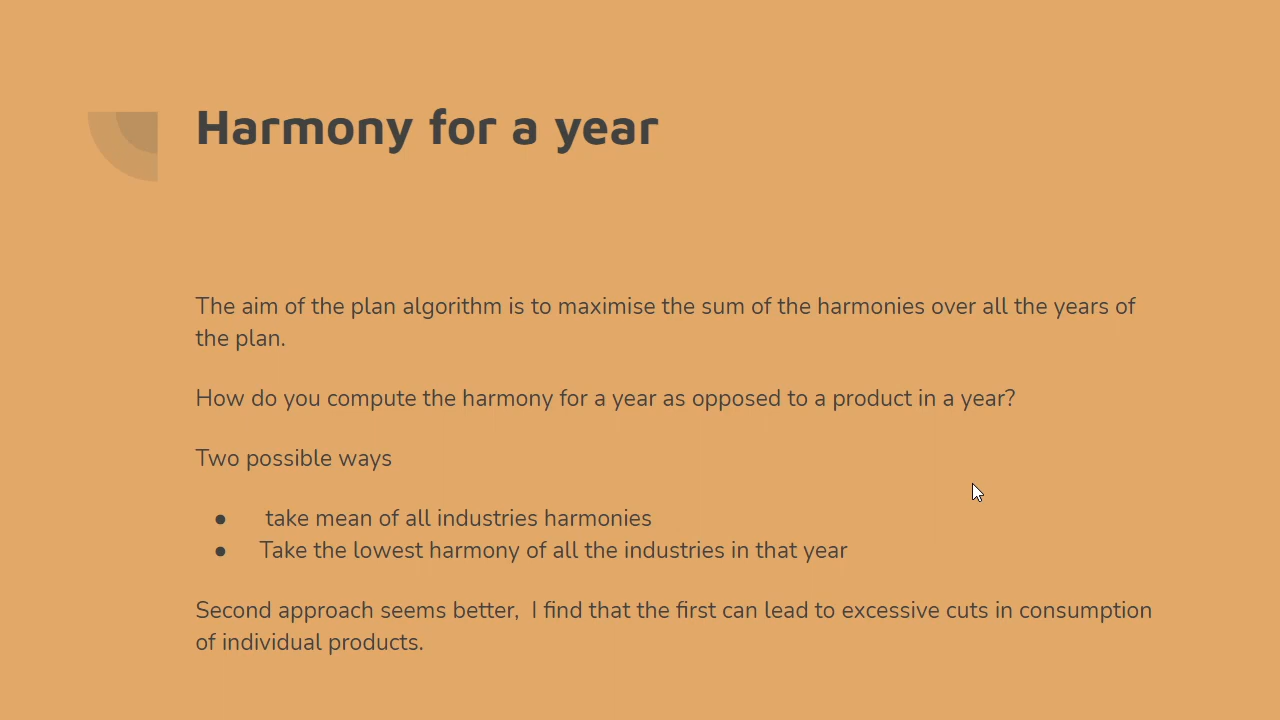 Harmony for a year
The aim of the plan algorithm is to maximise the sum of the harmonies over all the years of
the plan.
How do you compute the harmony for a year as opposed to a product in a year?
Two possible ways
● take mean of all industries harmonies
● Take the lowest harmony of all the industries in that year
Second approach seems better, I find that the first can lead to excessive cuts in consumption
of individual products.